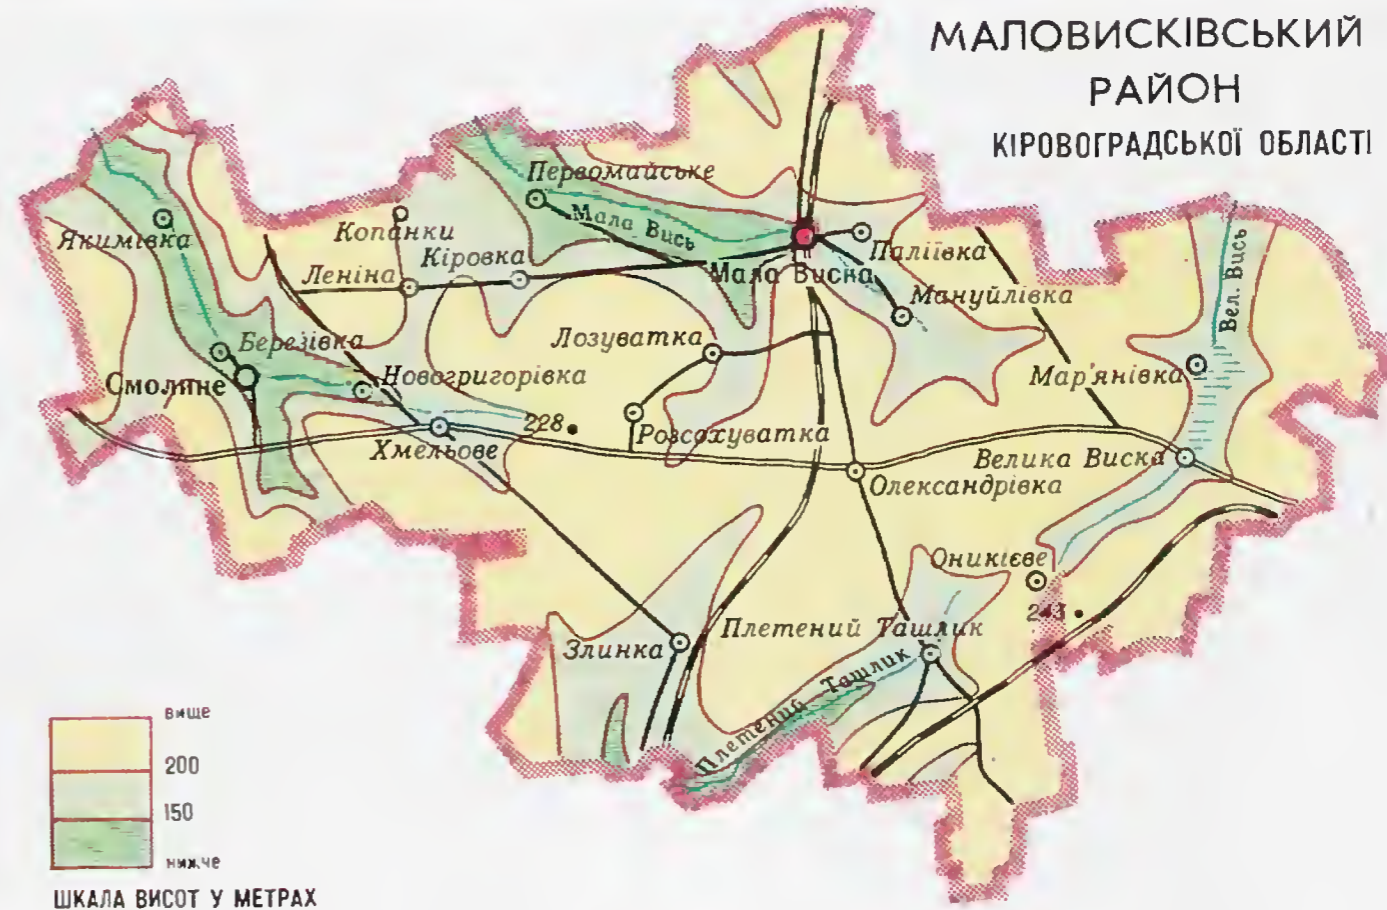 МАЛОВИСКІВСЬКИЙ
РАЙОН
КІРОВОГРАДСЬКОЇ ОБЛАСТІ
Первомайське
Мала Вись
Якимівка
Копанки
Кіровка
Леніна
Паліївка
Мала Виска
Мануйлівка
Вел. Вись
Березівка
Лозуватка
Смоліне
Новогригорівка
Мар'янівка
228
Розсохуватка
Хмельове
Велика Виска
Олександрівка
Оникієве
243
Плетений Ташлик
Злинка
Плетений Ташлик
вище
200
150
нижче
ШКАЛА ВИСОТ У МЕТРАХ